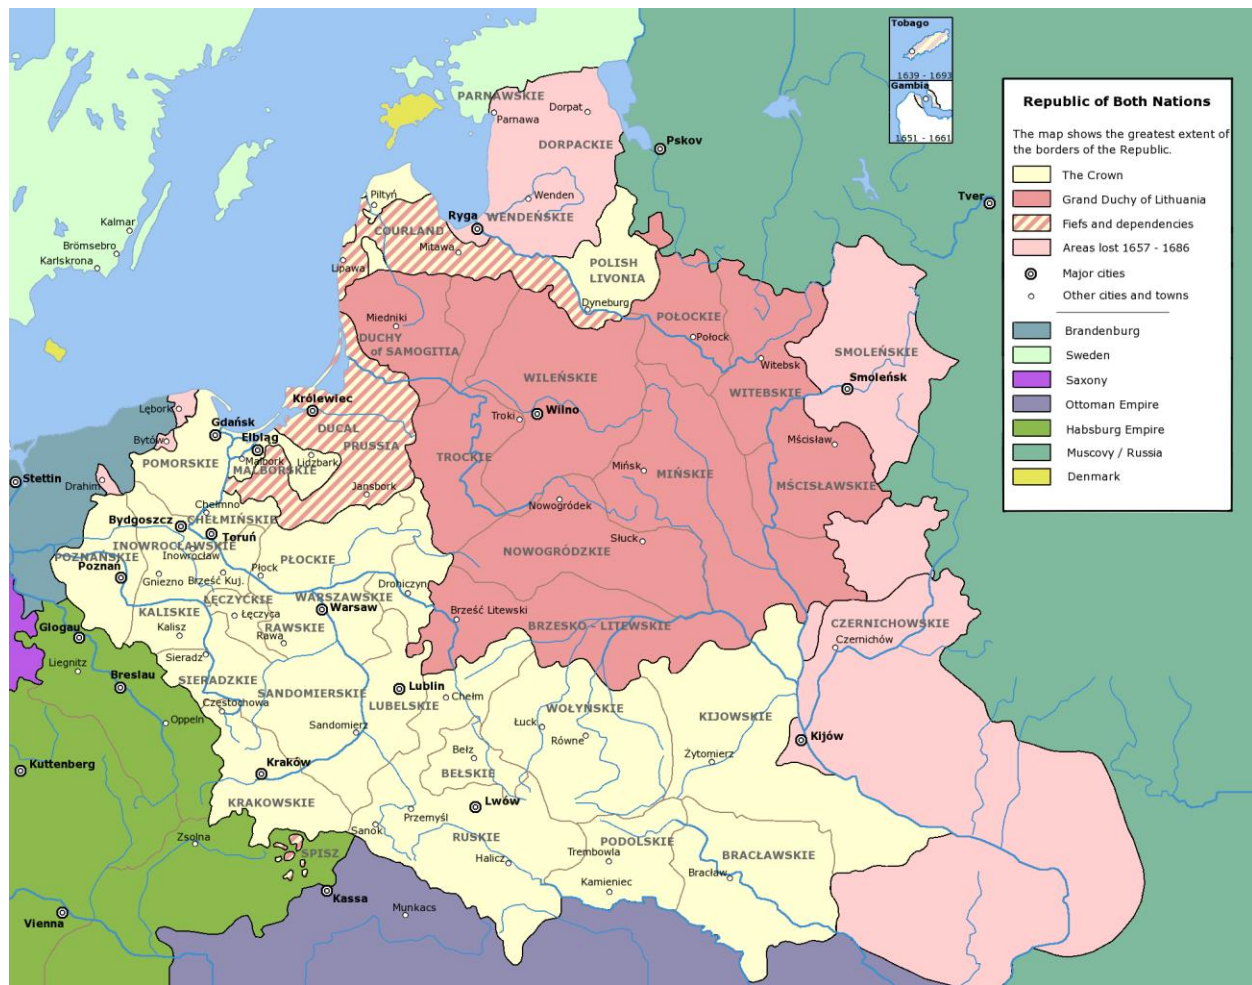 Tobago
1639 - 1693
Gambia
1651 - 1661
Republic of Both Nations
The map shows the greatest extent of
the borders of the Republic.
The Crown
Grand Duchy of Lithuania
Fiefs and dependencies
Areas lost 1657 - 1686
Major cities
Other cities and towns
Brandenburg
Sweden
Saxony
Ottoman Empire
Habsburg Empire
Muscovy / Russia
Denmark
PARNAWSKIE
Parnawa
Dorpat
DORPACKIE
Pskov
Tver
Piltyń
Wenden
Ryga
WENDEŃSKIE
Kalmar
Brömsebro
Karlskrona
COURLAND
Mitawa
Lipawa
POLISH
LIVONIA
Dyneburg
Miedniki
DUCHY
of SAMOGITIA
POŁOCKIE
Połock
Witebsk
SMOLEŃSKIE
Smoleńsk
WILEŃSKIE
WITEBSKIE
Wilno
Troki
Lębork
Królewiec
Gdańsk
Elbląg
DUCAL
PRUSSIA
Bytów
Malbork
Lidzbark
MALBORSKIE
POMORSKIE
Mścisław
TROCKIE
Mińsk
MIŃSKIE
MŚCISŁAWSKIE
Stettin
Drahim
Jansbork
Nowogródek
Chełmno
CHEŁMIŃSKIE
Bydgoszcz
Toruń
Słuck
NOWOGRÓDZKIE
INOWROCŁAWSKIE
Inowrocław
POZNAŃSKIE
Poznań
PŁOCKIE
Gniezno
Brześć Kuj.
Płock
Drohiczyn
ŁĘCZYCKIE
WARSZAWSKIE
Warsaw
KALISKIE
Łęczyca
Brześć Litewski
RAWSKIE
Rawa
Kalisz
BRZESKO - LITEWSKIE
CZERNICHOWSKIE
Czernichów
Glogau
Liegnitz
Sieradz
SIERADZKIE
Breslau
SANDOMIERSKIE
Lublin
LUBELSKIE
Chełm
Częstochowa
Oppeln
Sandomierz
WOŁYŃSKIE
Łuck
Równe
KIJOWSKIE
Kijów
Żytomierz
Kuttenberg
Kraków
Bełz
BEŁSKIE
KRAKOWSKIE
Lwów
Przemyśl
Sanok
RUSKIE
Zsolna
SPISZ
Halicz
PODOLSKIE
Trembowla
Kamieniec
BRACŁAWSKIE
Bracław
Kassa
Munkacs
Vienna